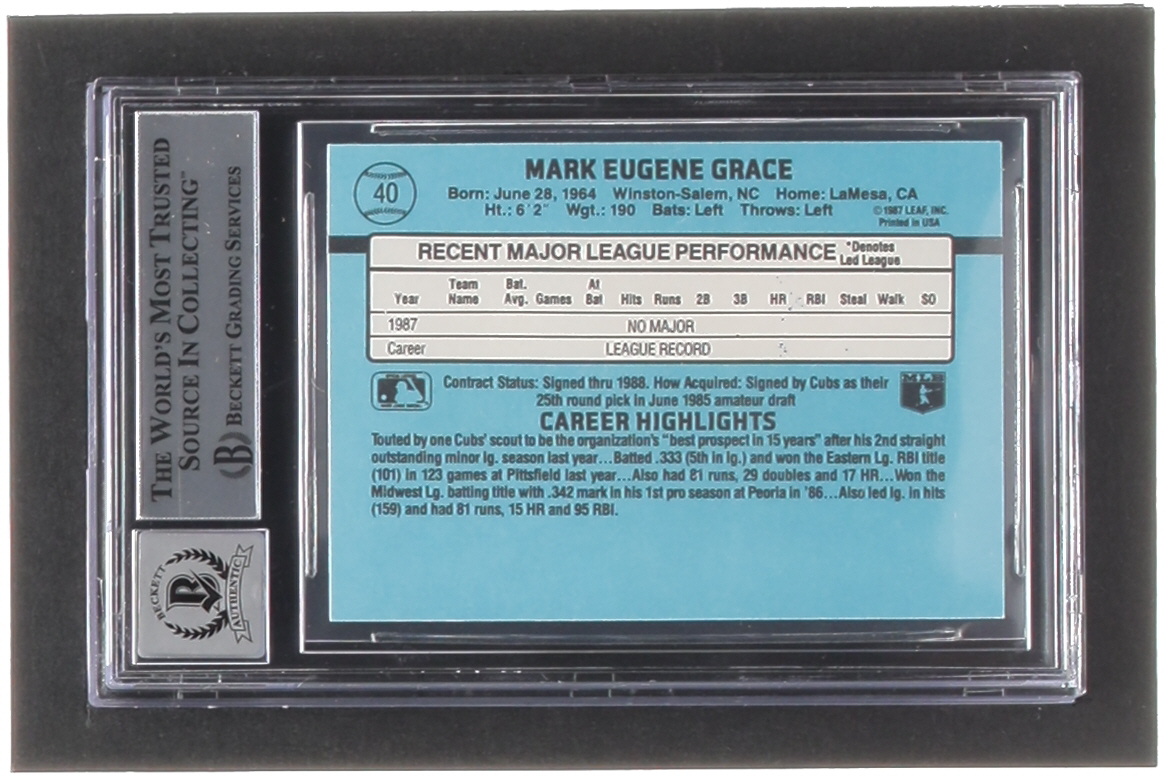 THE WORLD'S MOST TRUSTED
SOURCE IN COLLECTING™
BECKETT GRADING SERVICES
B
BECKETT
AUTHENTIC
40
MARK EUGENE GRACE
Born: June 28, 1964 Winston-Salem, NC Home: LaMesa, CA
Ht.: 6'2" Wgt.: 190 Bats: Left Throws: Left
© 1987 LEAF, INC.
Printed in USA
RECENT MAJOR LEAGUE PERFORMANCE
*Denotes
Led League
Year Team Name Bat. Avg. Games At Bat Hits Runs 2B 3B HR RBI Steal Walk SO
1987 NO MAJOR
Career LEAGUE RECORD
Contract Status: Signed thru 1988. How Acquired: Signed by Cubs as their
25th round pick in June 1985 amateur draft
CAREER HIGHLIGHTS
Touted by one Cubs' scout to be the organization's "best prospect in 15 years" after his 2nd straight
outstanding minor lg. season last year...Batted .333 (5th in lg.) and won the Eastern Lg. RBI title
(101) in 123 games at Pittsfield last year...Also had 81 runs, 29 doubles and 17 HR...Won the
Midwest Lg. batting title with .342 mark in his 1st pro season at Peoria in '86...Also led lg. in hits
(159) and had 81 runs, 15 HR and 95 RBI.